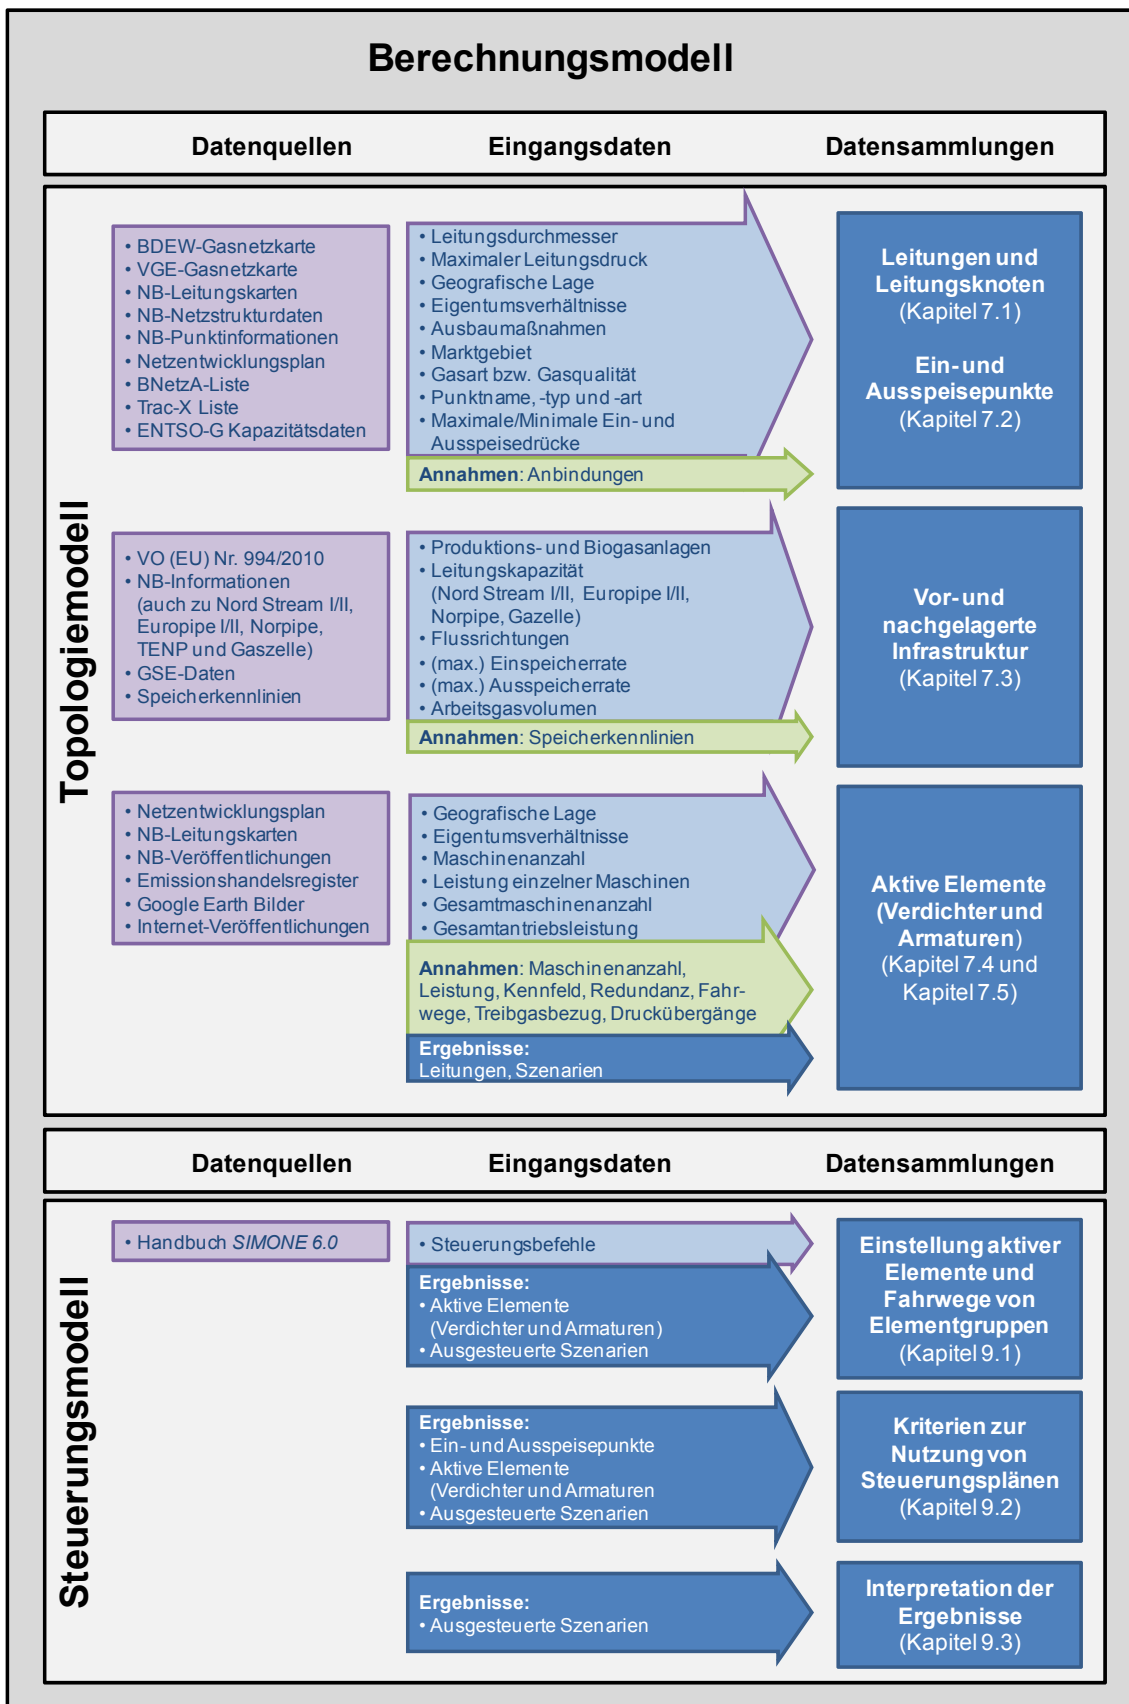 Berechnungsmodell
Datenquellen
Eingangsdaten
Datensammlungen
Topologiemodell
• BDEW-Gasnetzkarte
• VGE-Gasnetzkarte
• NB-Leitungskarten
• NB-Netzstrukturdaten
• NB-Punktinformationen
• Netzentwicklungsplan
• BNetzA-Liste
• Trac-X Liste
• ENTSO-G Kapazitätsdaten
• Leitungsdurchmesser
• Maximaler Leitungsdruck
• Geografische Lage
• Eigentumsverhältnisse
• Ausbaumaßnahmen
• Marktgebiet
• Gasart bzw. Gasqualität
• Punktname, -typ und -art
• Maximale/Minimale Ein- und
Ausspeisedrücke
Annahmen: Anbindungen
Leitungen und
Leitungsknoten
(Kapitel 7.1)
Ein- und
Ausspeisepunkte
(Kapitel 7.2)
• VO (EU) Nr. 994/2010
• NB-Informationen
(auch zu Nord Stream I/II,
Europipe I/II, Norpipe,
TENP und Gaszelle)
• GSE-Daten
• Speicherkennlinien
• Produktions- und Biogasanlagen
• Leitungskapazität
(Nord Stream I/II, Europipe I/II,
Norpipe, Gazelle)
• Flussrichtungen
• (max.) Einspeicherrate
• (max.) Ausspeicherrate
• Arbeitsgasvolumen
Annahmen: Speicherkennlinien
Vor- und
nachgelagerte
Infrastruktur
(Kapitel 7.3)
• Netzentwicklungsplan
• NB-Leitungskarten
• NB-Veröffentlichungen
• Emissionshandelsregister
• Google Earth Bilder
• Internet-Veröffentlichungen
• Geografische Lage
• Eigentumsverhältnisse
• Maschinenanzahl
• Leistung einzelner Maschinen
• Gesamtmaschinenanzahl
• Gesamtantriebsleistung
Annahmen: Maschinenanzahl,
Leistung, Kennfeld, Redundanz, Fahr-
wege, Treibgasbezug, Druckübergänge
Ergebnisse:
Leitungen, Szenarien
Aktive Elemente
(Verdichter und
Armaturen)
(Kapitel 7.4 und
Kapitel 7.5)
Datenquellen
Eingangsdaten
Datensammlungen
Steuerungsmodell
• Handbuch SIMONE 6.0
• Steuerungsbefehle
Ergebnisse:
• Aktive Elemente
(Verdichter und Armaturen)
• Ausgesteuerte Szenarien
Einstellung aktiver
Elemente und
Fahrwege von
Elementgruppen
(Kapitel 9.1)
Ergebnisse:
• Ein- und Ausspeisepunkte
• Aktive Elemente
(Verdichter und Armaturen
• Ausgesteuerte Szenarien
Kriterien zur
Nutzung von
Steuerungsplänen
(Kapitel 9.2)
Ergebnisse:
• Ausgesteuerte Szenarien
Interpretation der
Ergebnisse
(Kapitel 9.3)